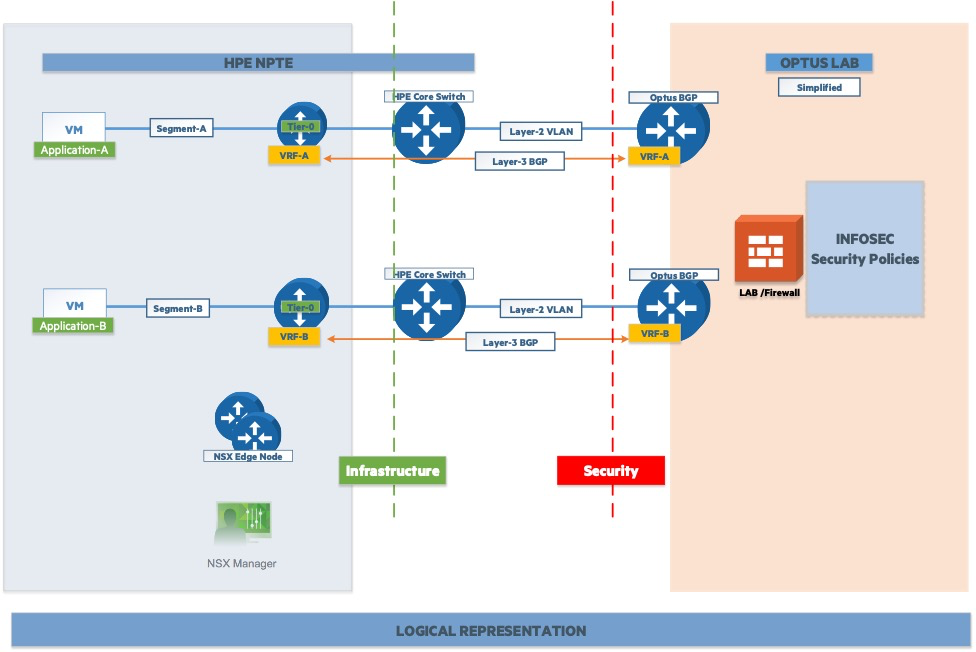 HPE NPTE
OPTUS LAB
Simplified
HPE Core Switch
Optus BGP
VM
Segment-A
Tier-0
Layer-2 VLAN
Application-A
VRF-A
Layer-3 BGP
VRF-A
INFOSEC
Security Policies
LAB /Firewall
HPE Core Switch
Optus BGP
VM
Segment-B
Tier-0
Layer-2 VLAN
Application-B
VRF-B
Layer-3 BGP
VRF-B
NSX Edge Node
Infrastructure
Security
NSX Manager
LOGICAL REPRESENTATION